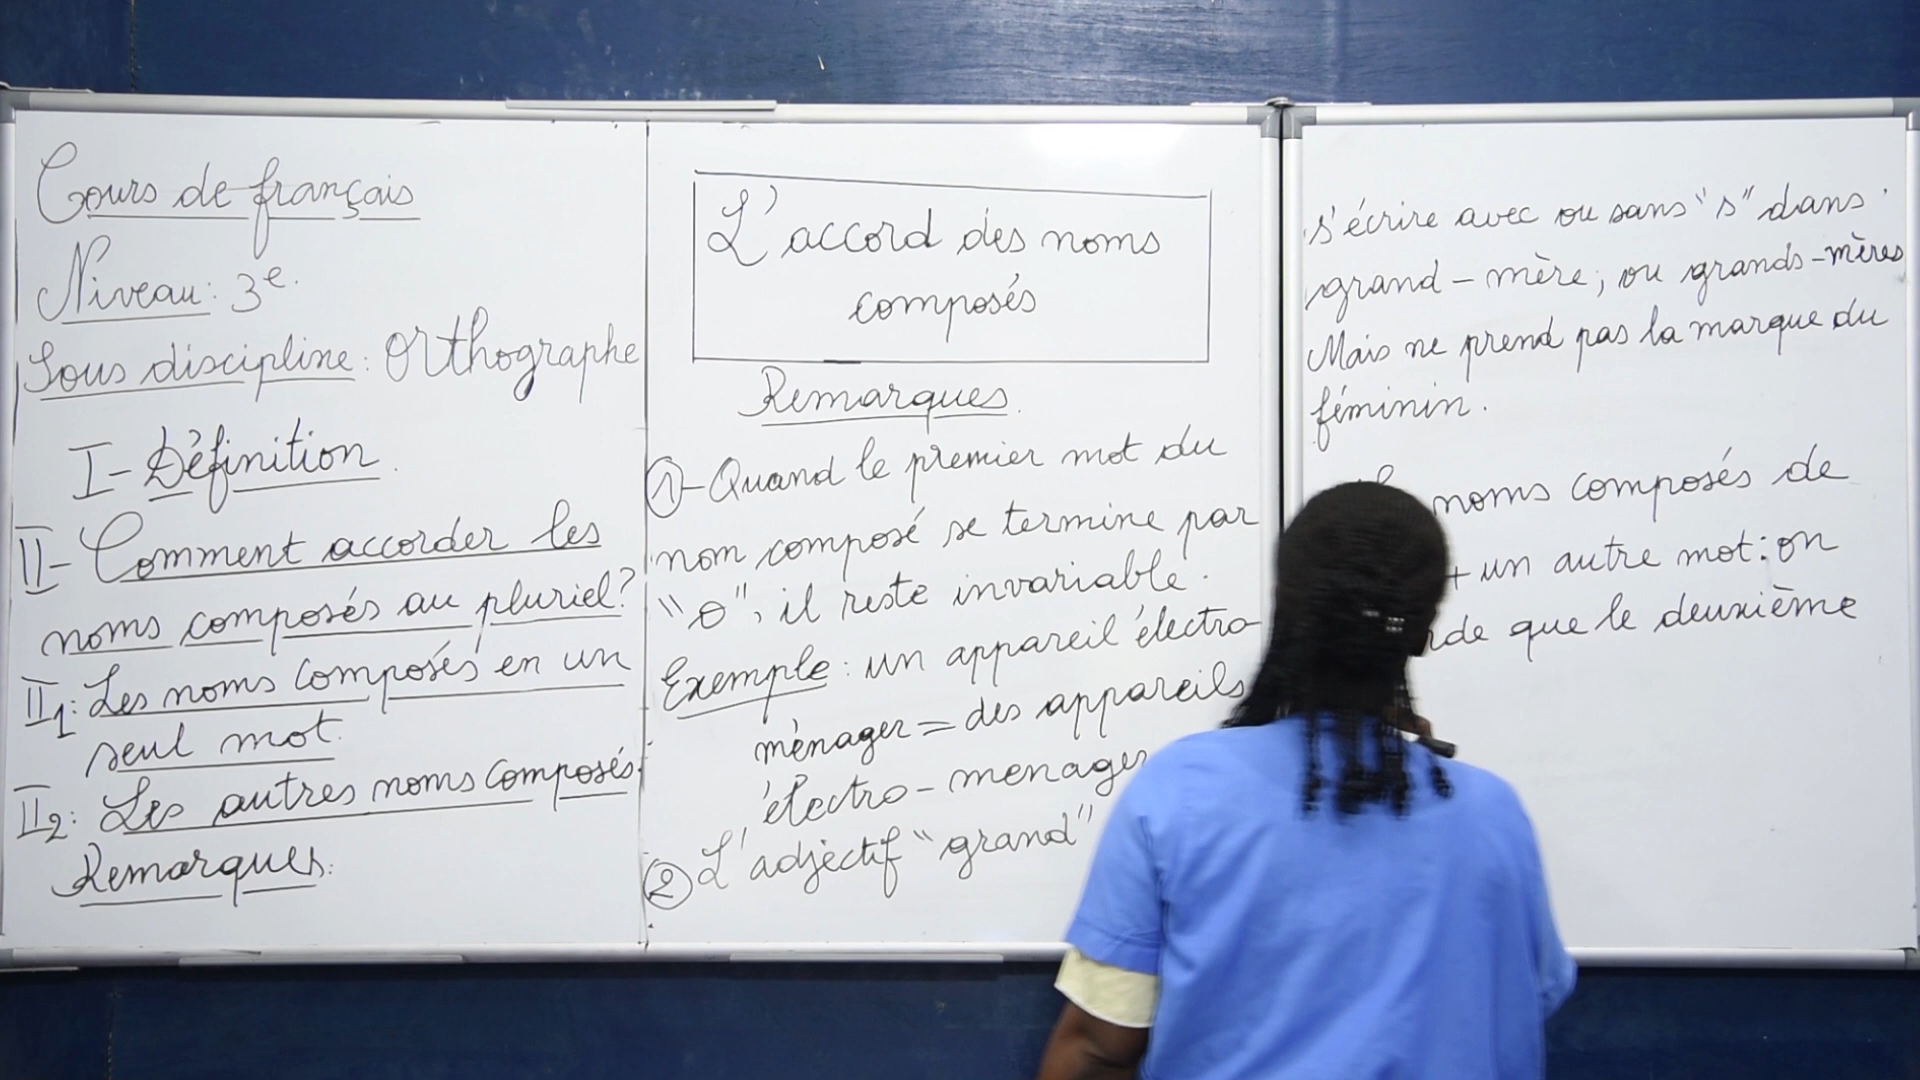 Cours de français
Niveau: 3e.
Sous discipline: Orthographe
I- Définition.
II- Comment accorder les
noms composés au pluriel?
II1: Les noms composés en un
seul mot.
II2: Les autres noms composés.
Remarques:
L'accord des noms
composés
Remarques.
1- Quand le premier mot du
nom composé se termine par
"o", il reste invariable.
Exemple: un appareil électro
ménager = des appareils
électro-menager
2 L'adjectif "grand"
s'écrire avec ou sans "s" dans
grand-mère; ou grands-mères
Mais ne prend pas la marque du
féminin.
noms composés de
+ un autre mot: on
que le deuxième